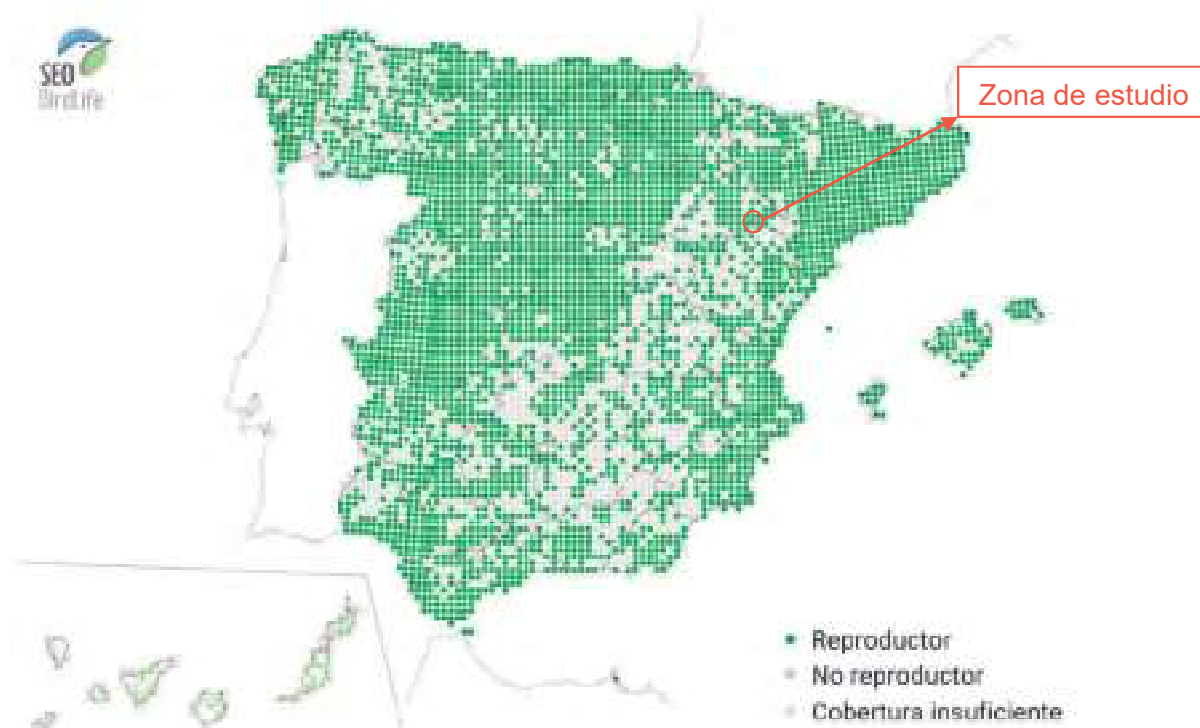 SEO
BirdLife
Zona de estudio
Reproductor
No reproductor
Cobertura insuficiente